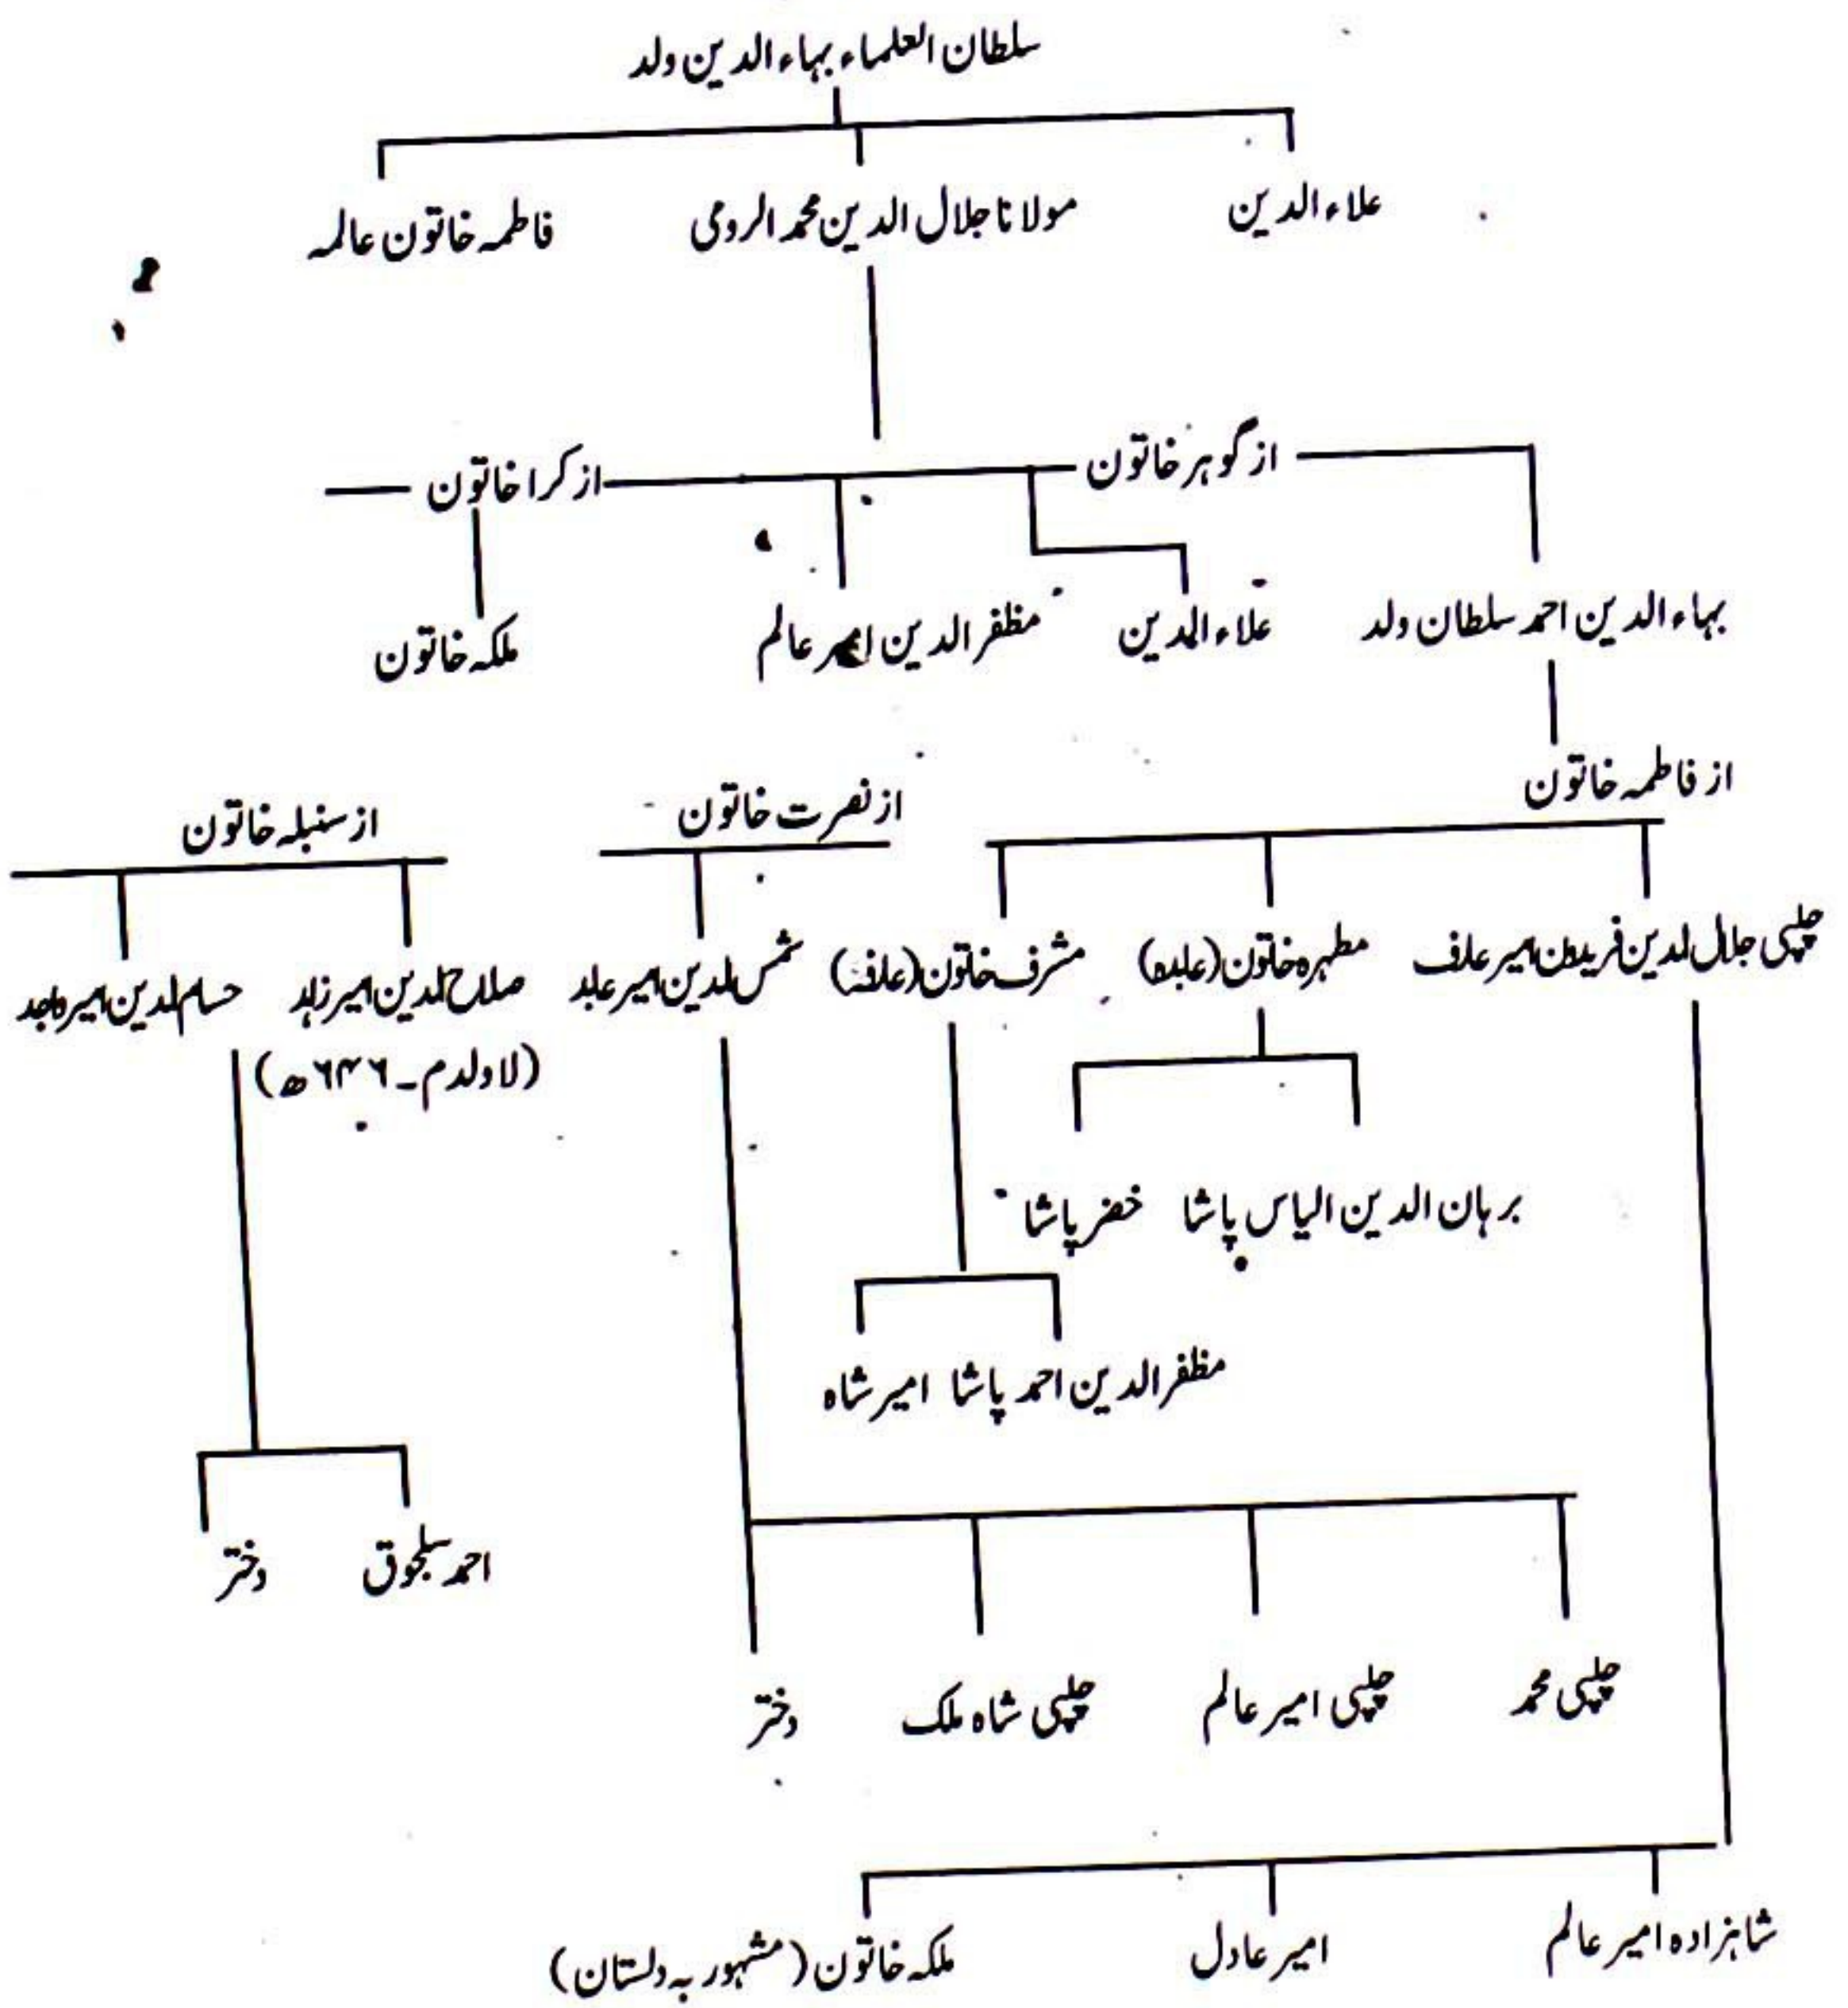 سلطان العلماء بہاء الدین ولد
علاء الدین
مولانا جلال الدین محمد الرومی
فاطمہ خاتون عالمہ
از گوہر خاتون
از کرا خاتون
بہاء الدین احمد سلطان ولد
علاء الدین
مظفر الدین امیر عالم
ملکہ خاتون
از فاطمہ خاتون
از نصرت خاتون
از سنبلہ خاتون
چلپی جلال الدین فریدون امیر عارف
مطہرہ خاتون (عابدہ)
مشرف خاتون (عارفہ)
شمس الدین امیر عابد
صلاح الدین امیر زاہد
(لا ولد م۔ ۶۴۶ھ)
حسام الدین امیر واجد
برہان الدین الیاس پاشا
خضر پاشا
مظفر الدین احمد پاشا
امیر شاہ
احمد سلجوق
دختر
چلپی محمد
چلپی امیر عالم
چلپی شاہ ملک
دختر
شاہزادہ امیر عالم
امیر عادل
ملکہ خاتون (مشہور بہ دلستان)